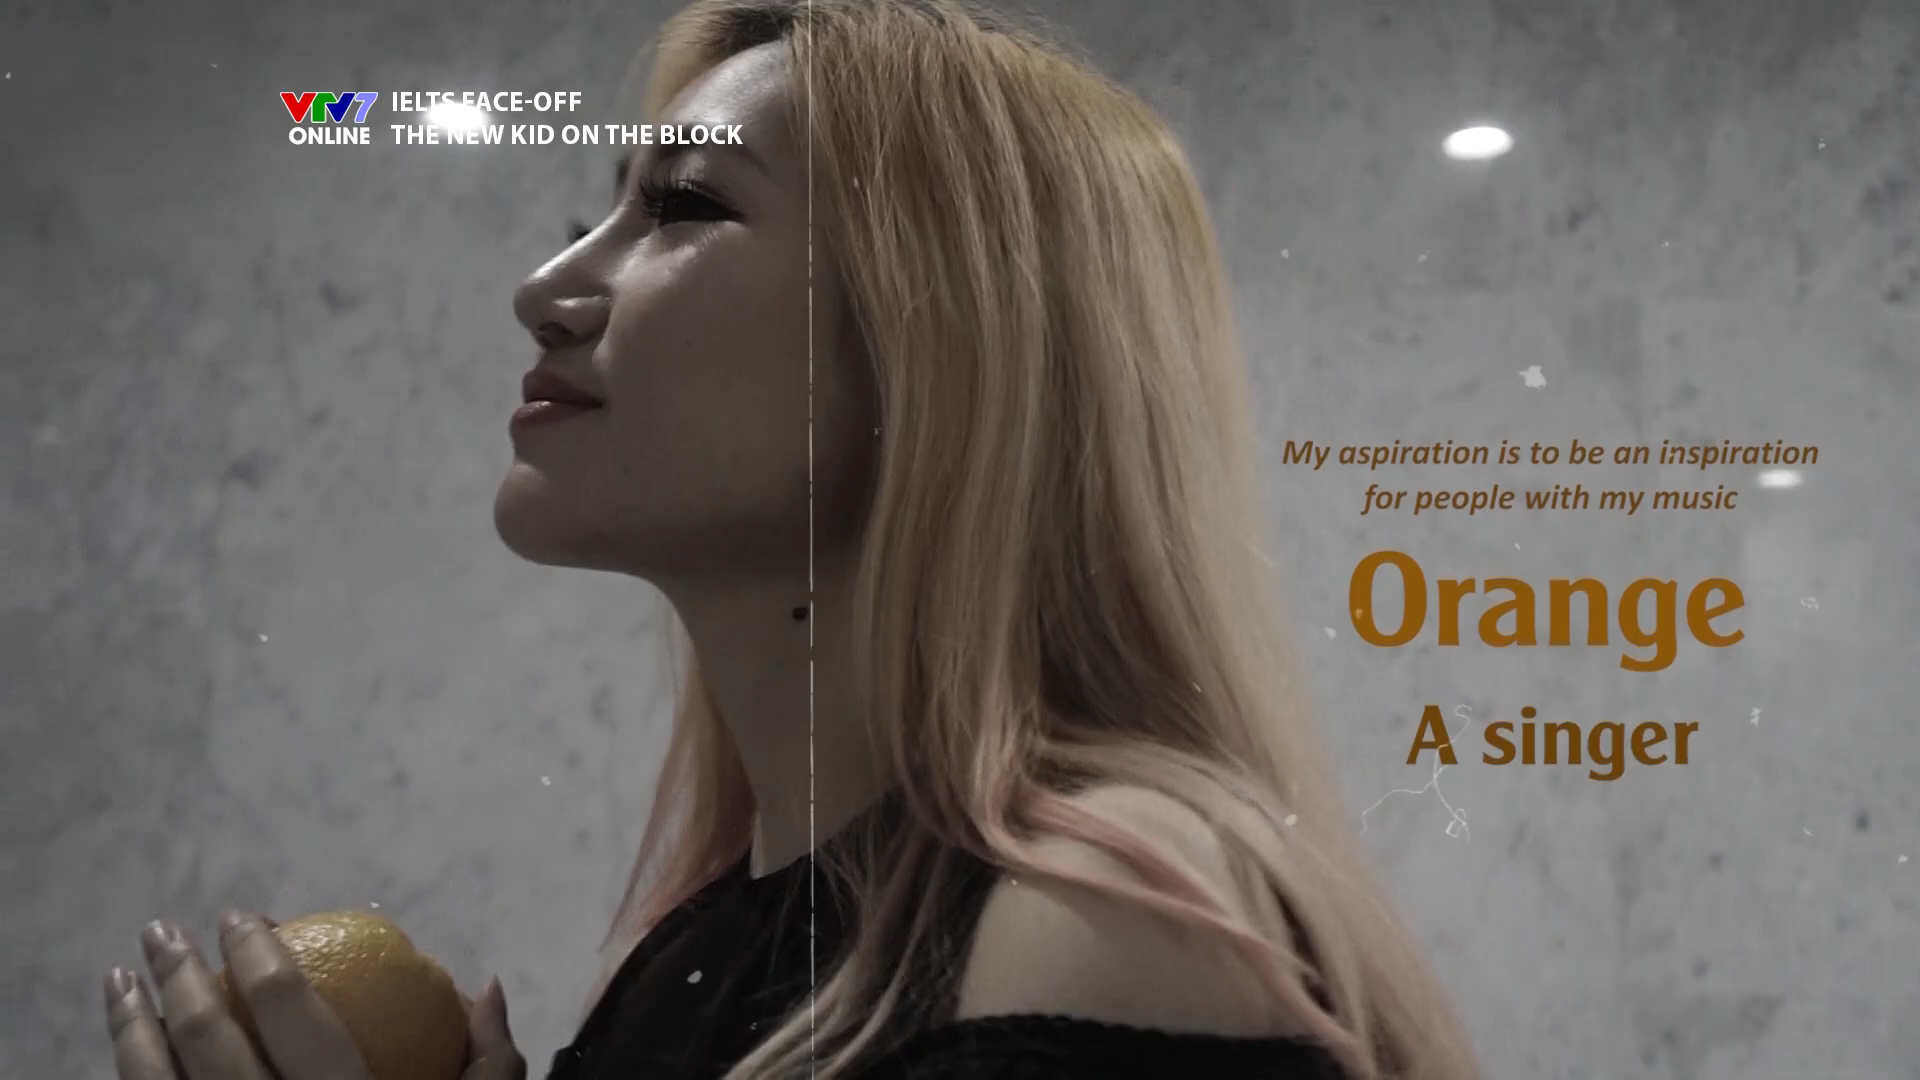 VTV7 IELTS FACE-OFF
ONLINE THE NEW KID ON THE BLOCK
My aspiration is to be an inspiration
for people with my music
Orange
A singer